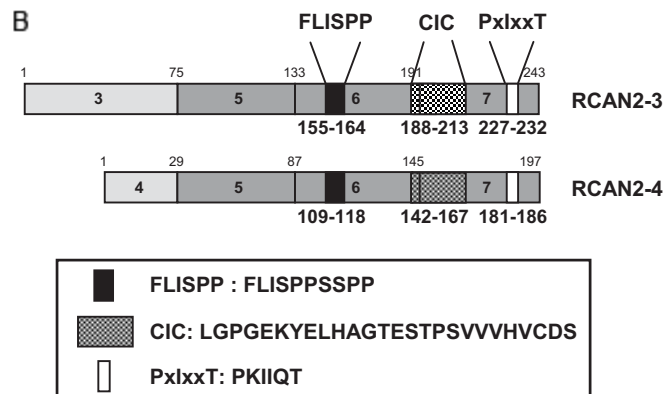 B
FLISPP CIC PxIxxT
1 75 133 191 243
3 5 6 7 RCAN2-3
155-164 188-213 227-232
1 29 87 145 197
4 5 6 7 RCAN2-4
109-118 142-167 181-186
FLISPP : FLISPPSSPP
CIC: LGPGEKYELHAGTESTPSVVVHVCDS
PxIxxT: PKIIQT